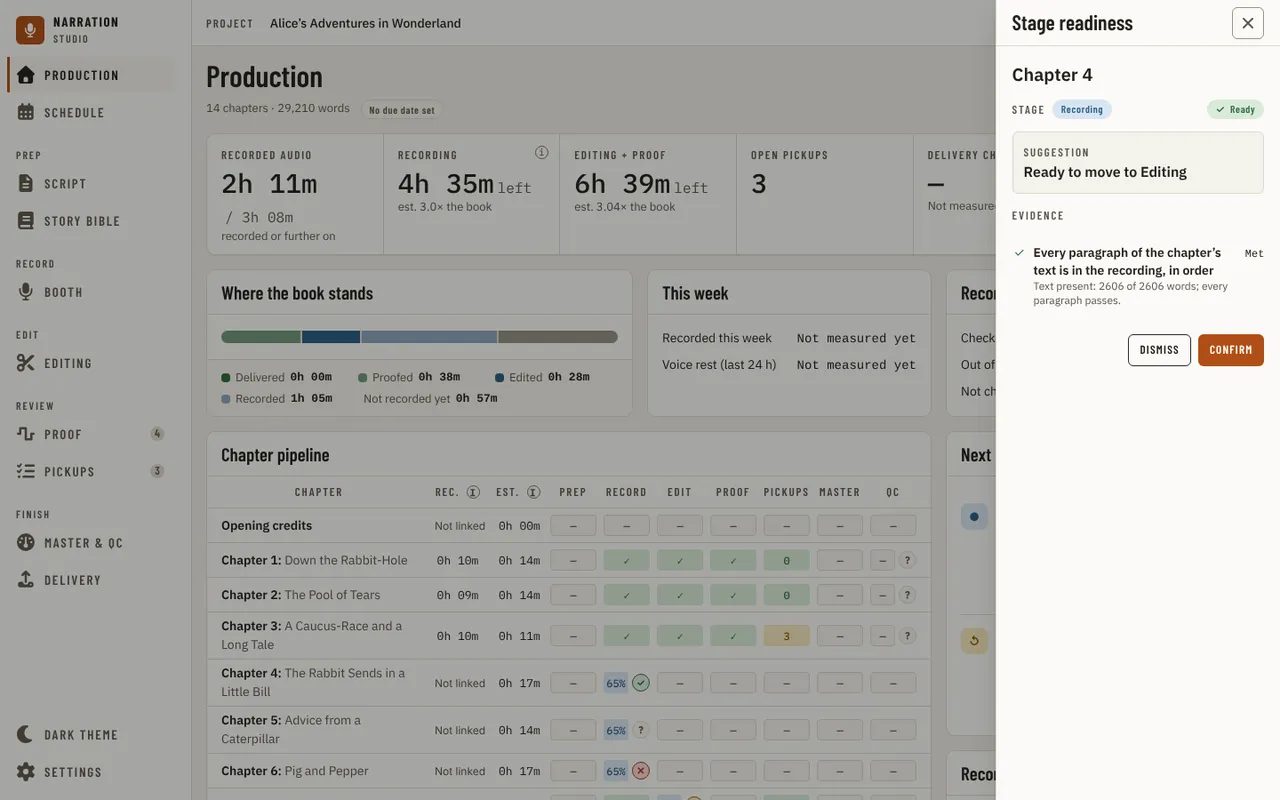 NARRATION
STUDIO
PRODUCTION
SCHEDULE
PREP
SCRIPT
STORY BIBLE
RECORD
BOOTH
EDIT
EDITING
REVIEW
PROOF 4
PICKUPS 3
FINISH
MASTER & QC
DELIVERY
DARK THEME
SETTINGS
PROJECT Alice's Adventures in Wonderland
Production
14 chapters · 29,210 words No due date set
RECORDED AUDIO
2h 11m
/ 3h 08m
recorded or further on
RECORDING
4h 35m left
est. 3.0× the book
EDITING + PROOF
6h 39m left
est. 3.04× the book
OPEN PICKUPS
3
DELIVERY CH
—
Not measure
Where the book stands
Delivered 0h 00m Proofed 0h 38m Edited 0h 28m
Recorded 1h 05m Not recorded yet 0h 57m
This week
Recorded this week Not measured yet
Voice rest (last 24 h) Not measured yet
Recor
Check
Out of
Not ch
Chapter pipeline
CHAPTER REC. EST. PREP RECORD EDIT PROOF PICKUPS MASTER QC
Opening credits Not linked 0h 00m — — — — — — —
Chapter 1: Down the Rabbit-Hole 0h 10m 0h 14m — ✓ ✓ ✓ 0 — — ?
Chapter 2: The Pool of Tears 0h 09m 0h 14m — ✓ ✓ ✓ 0 — — ?
Chapter 3: A Caucus-Race and a
Long Tale 0h 10m 0h 11m — ✓ ✓ ✓ 3 — — ?
Chapter 4: The Rabbit Sends in a
Little Bill Not linked 0h 17m — 65% — — — — —
Chapter 5: Advice from a
Caterpillar Not linked 0h 14m — 65% ? — — — — —
Chapter 6: Pig and Pepper Not linked 0h 17m — 65% — — — — —
Next
Recor
Stage readiness
Chapter 4
STAGE Recording ✓ Ready
SUGGESTION
Ready to move to Editing
EVIDENCE
✓ Every paragraph of the chapter's Met
text is in the recording, in order
Text present: 2606 of 2606 words; every
paragraph passes.
DISMISS CONFIRM